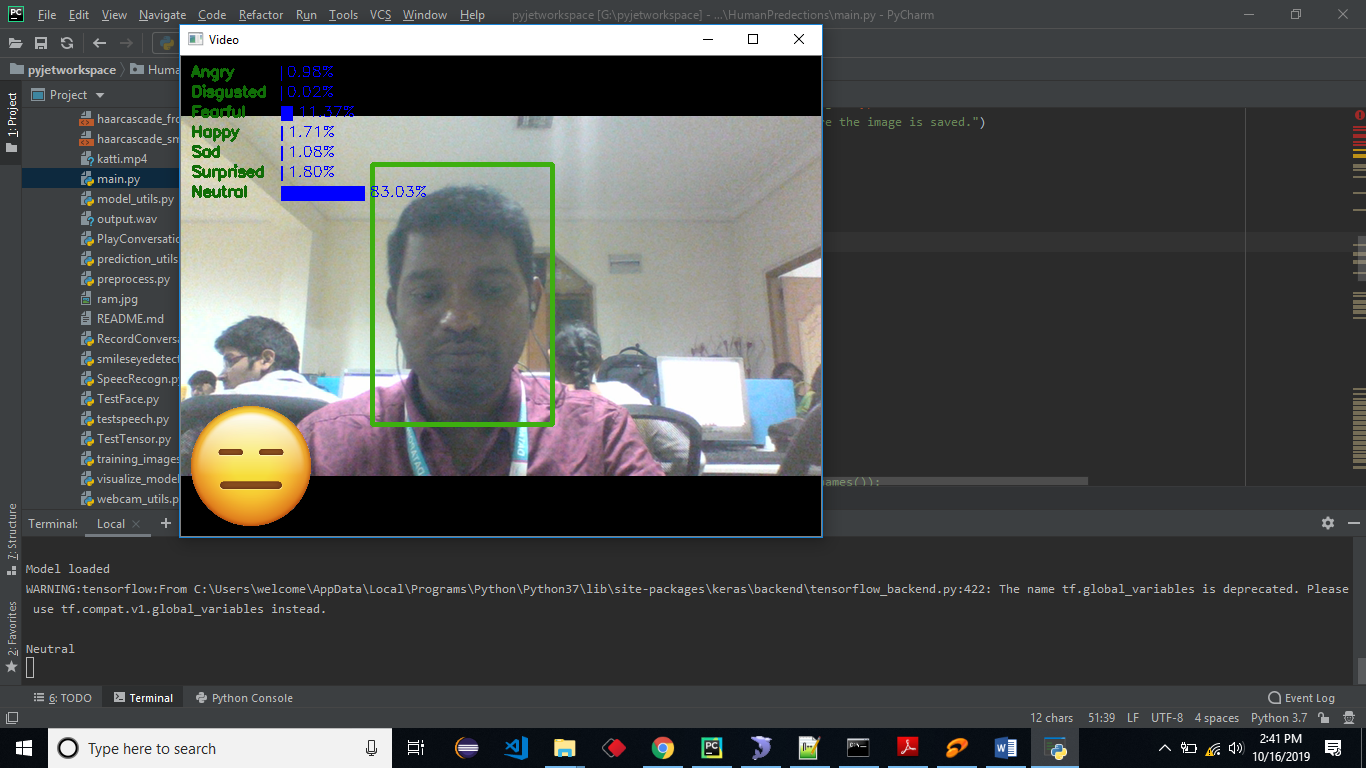 File Edit View Navigate Code Refactor Run Tools VCS Window Help pyjetworkspace [G:\pyjetworkspace] - ...\HumanPredections\main.py - PyCharm
pyjetworkspace
Video
Angry 0.98%
Disgusted 0.02%
Fearful 11.37%
Happy 1.71%
Sad 1.08%
Surprised 1.80%
Neutral 83.03%
1: Project
Project
haarcascade_fro
haarcascade_sm
katti.mp4
main.py
model_utils.py
output.wav
PlayConversatio
prediction_utils
preprocess.py
ram.jpg
README.md
RecordConversa
smileseyedetect
SpeecRecogn.py
TestFace.py
testspeech.py
TestTensor.py
training_images
visualize_model
webcam_utils.p
e the image is saved.")
names()):
7: Structure
2: Favorites
Terminal: Local +
Model loaded
WARNING:tensorflow:From C:\Users\welcome\AppData\Local\Programs\Python\Python37\lib\site-packages\keras\backend\tensorflow_backend.py:422: The name tf.global_variables is deprecated. Please
use tf.compat.v1.global_variables instead.
Neutral
6: TODO Terminal Python Console Event Log
12 chars 51:39 LF UTF-8 4 spaces Python 3.7
Type here to search
2:41 PM
10/16/2019